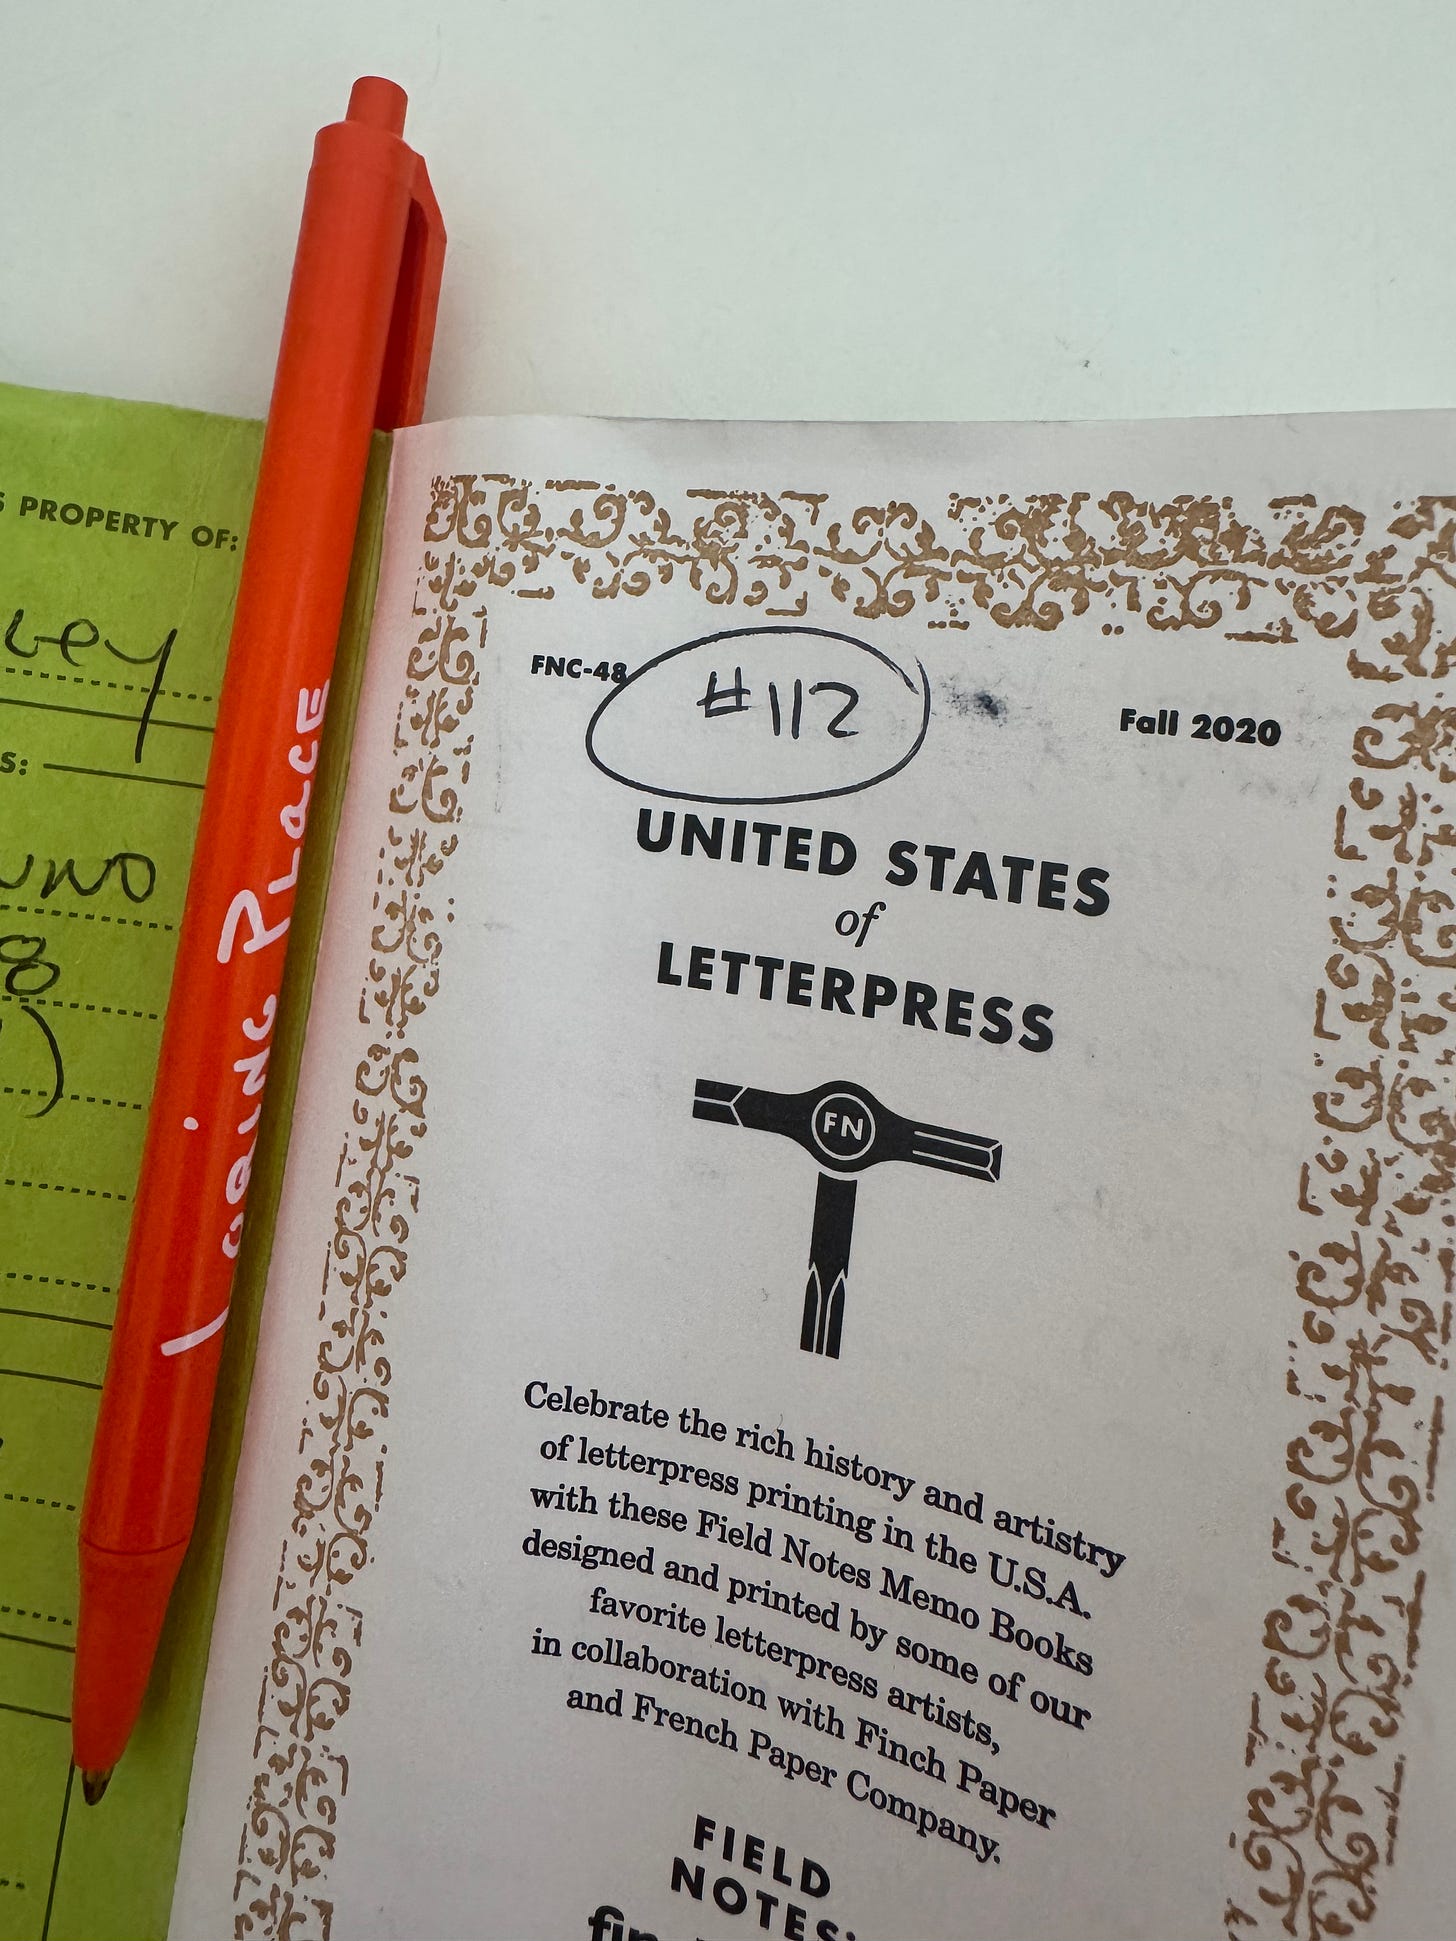 PROPERTY OF:
FNC-48
#112
Fall 2020
UNITED STATES
of
LETTERPRESS
FN
Celebrate the rich history and artistry
of letterpress printing in the U.S.A.
with these Field Notes Memo Books
designed and printed by some of our
favorite letterpress artists,
in collaboration with Finch Paper
and French Paper Company.
FIELD
NOTES
PLACE